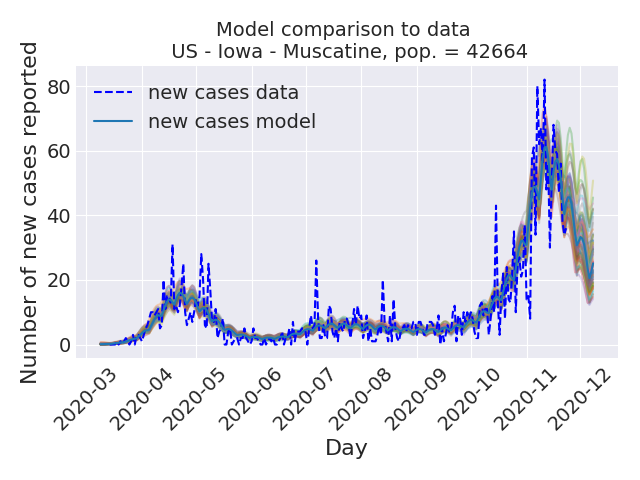 Model comparison to data
US - Iowa - Muscatine, pop. = 42664
Number of new cases reported
80
60
40
20
0
new cases data
new cases model
2020-03
2020-04
2020-05
2020-06
2020-07
2020-08
2020-09
2020-10
2020-11
2020-12
Day